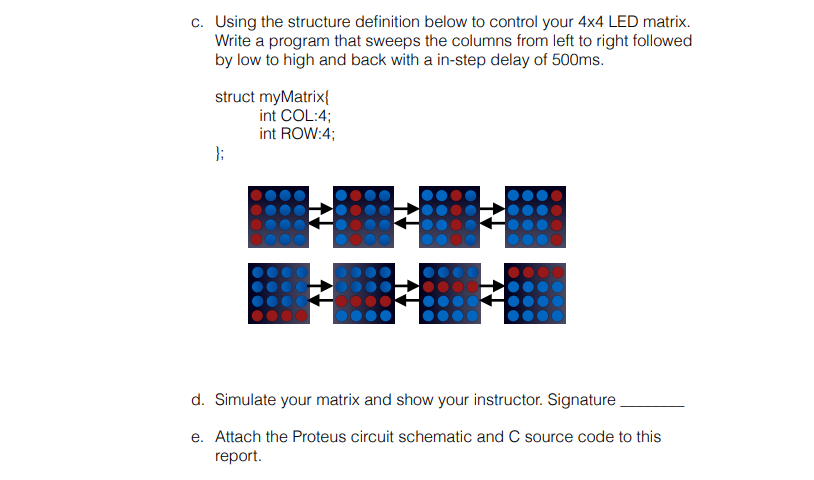 c. Using the structure definition below to control your 4x4 LED matrix.
Write a program that sweeps the columns from left to right followed
by low to high and back with a in-step delay of 500ms.
struct myMatrix{
int COL:4;
int ROW:4;
};
d. Simulate your matrix and show your instructor. Signature ________
e. Attach the Proteus circuit schematic and C source code to this
report.